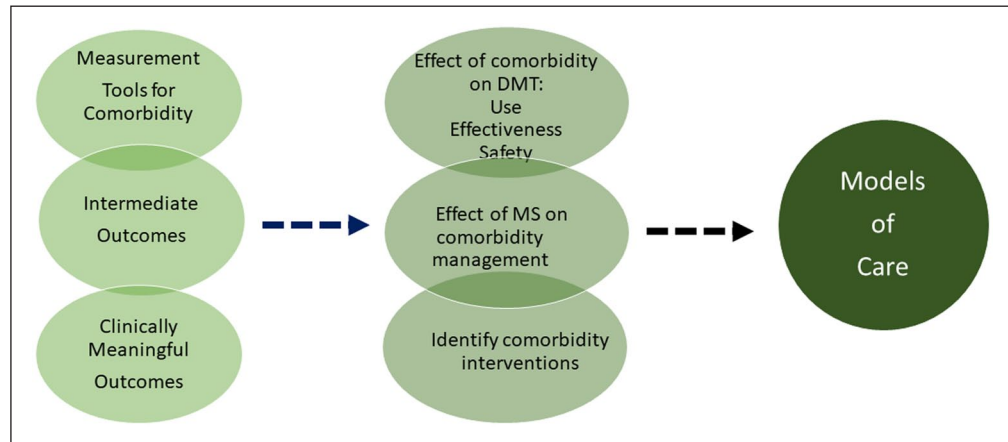 Measurement
Tools for
Comorbidity
Intermediate
Outcomes
Clinically
Meaningful
Outcomes
Effect of comorbidity
on DMT:
Use
Effectiveness
Safety
Effect of MS on
comorbidity
management
Identify comorbidity
interventions
Models
of
Care